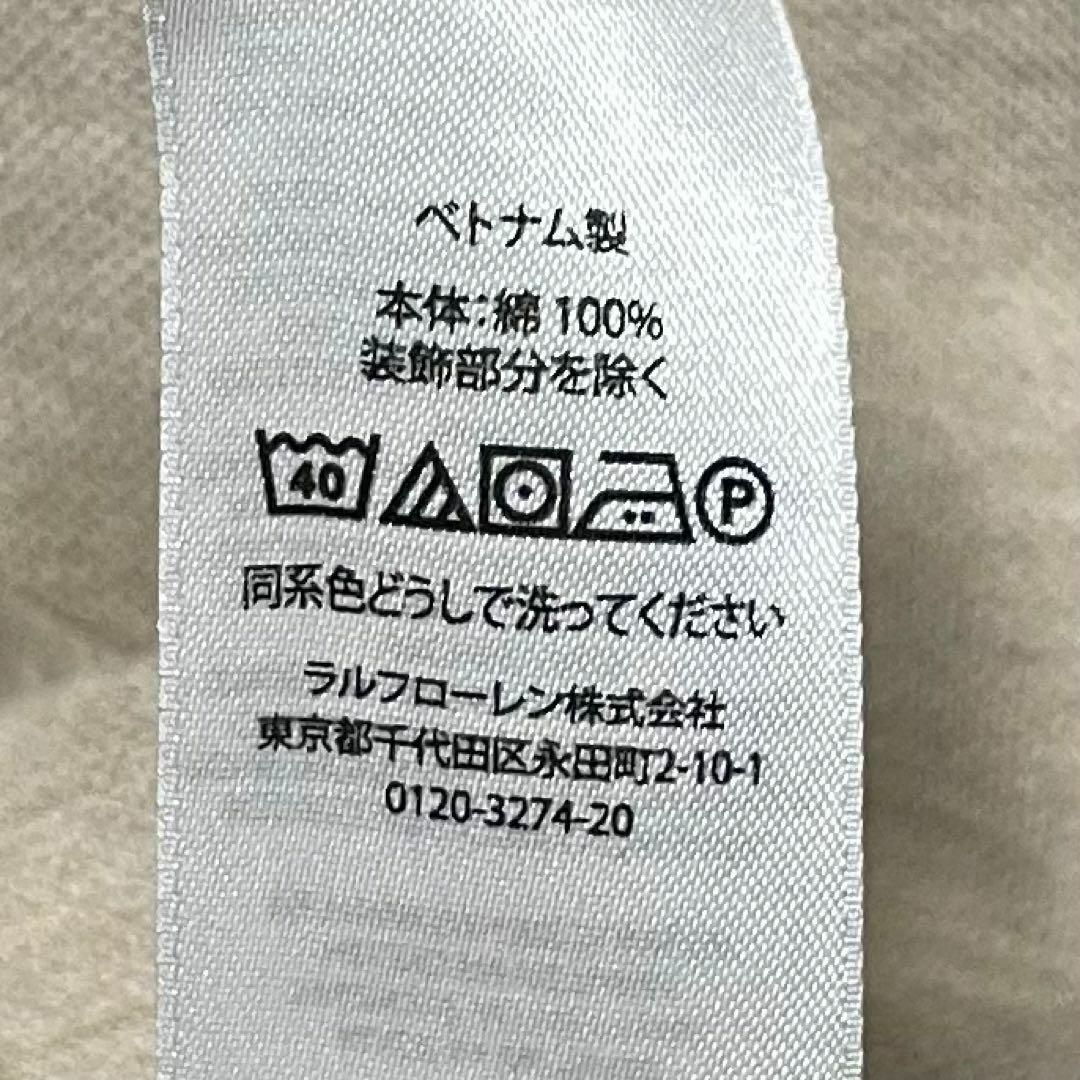 ベトナム製
本体:綿 100%
装飾部分を除く
40 P
同系色どうしで洗ってください
ラルフローレン株式会社
東京都千代田区永田町2-10-1
0120-3274-20